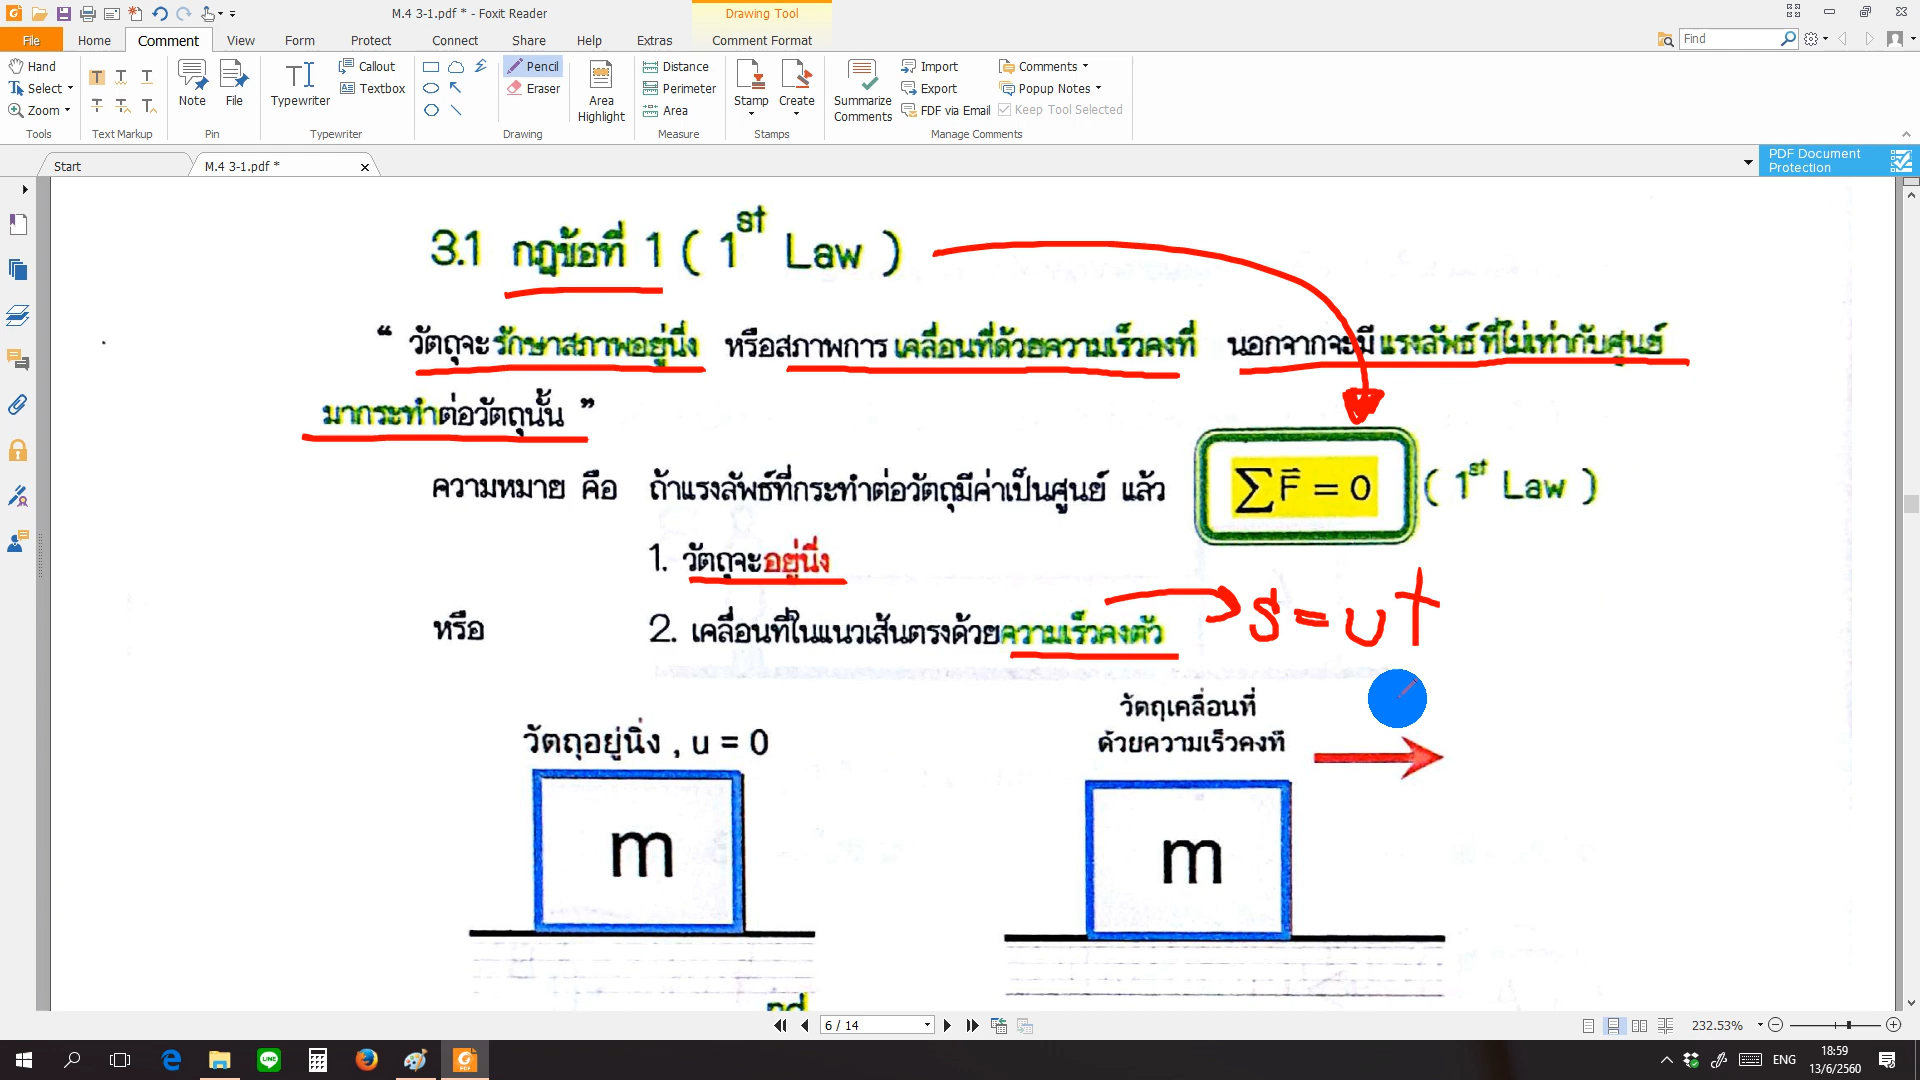 M.4 3-1.pdf * - Foxit Reader
Drawing Tool
File Home Comment View Form Protect Connect Share Help Extras Comment Format
Find
Hand
Select
Zoom
Tools
Text Markup
Note
File
Pin
Typewriter
Callout
Textbox
Typewriter
Pencil
Eraser
Area Highlight
Drawing
Distance
Perimeter
Area
Measure
Stamp
Create
Stamps
Summarize Comments
Import
Export
FDF via Email
Comments
Popup Notes
Keep Tool Selected
Manage Comments
Start
M.4 3-1.pdf *
PDF Document Protection
3.1 กฎข้อที่ 1 ( 1st Law )
“ วัตถุจะรักษาสภาพอยู่นิ่ง หรือสภาพการเคลื่อนที่ด้วยความเร็วคงที่ นอกจากจะมีแรงลัพธ์ที่ไม่เท่ากับศูนย์
มากระทำต่อวัตถุนั้น ”
ความหมาย คือ ถ้าแรงลัพธ์ที่กระทำต่อวัตถุมีค่าเป็นศูนย์ แล้ว ∑F⃗ = 0 ( 1st Law )
1. วัตถุจะอยู่นิ่ง
หรือ 2. เคลื่อนที่ในแนวเส้นตรงด้วยความเร็วคงตัว
s = ut
วัตถุอยู่นิ่ง , u = 0
m
วัตถุเคลื่อนที่
ด้วยความเร็วคงที่
m
nd
6 / 14
232.53%
ENG
18:59
13/6/2560